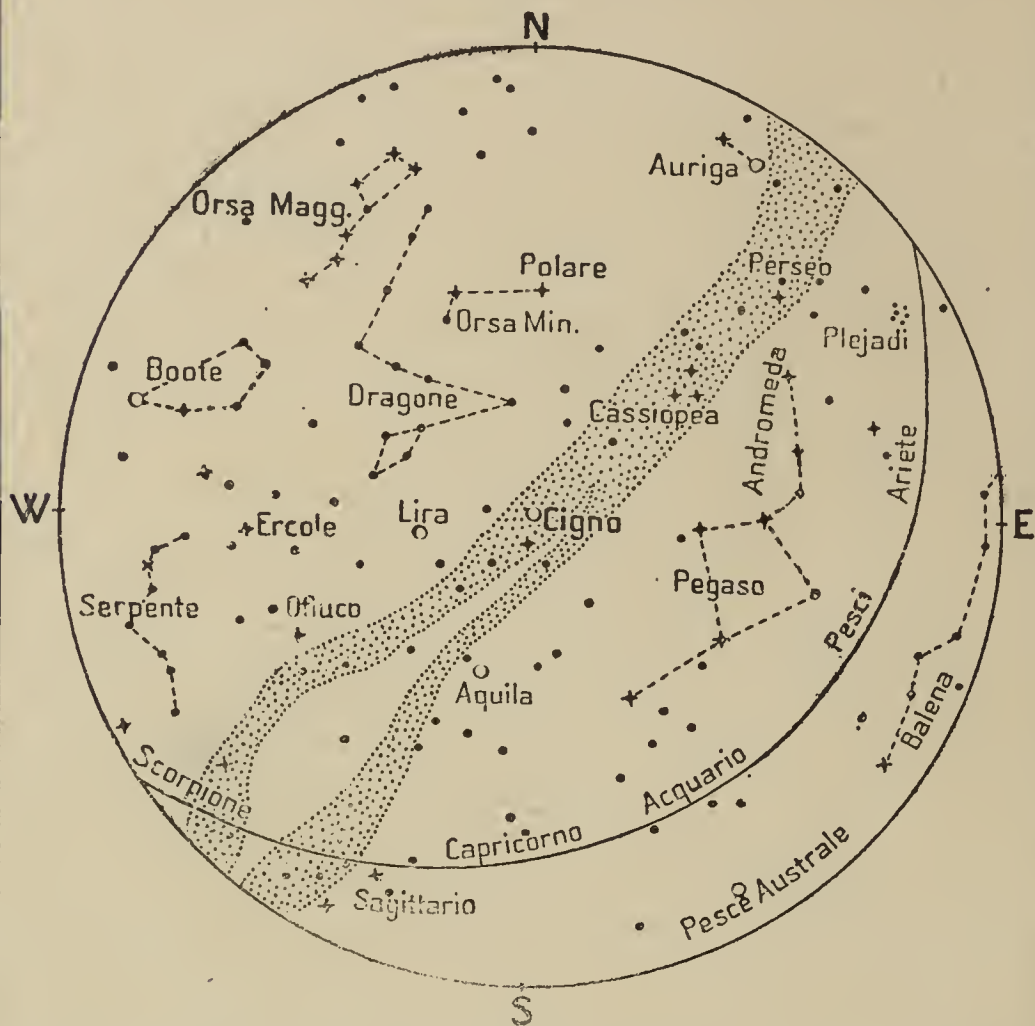 N
Auriga
Orsa Magg.
Polare
Perseo
Orsa Min.
Plejadi
Boote
Dragone
Cassiopea
Andromeda
Ariete
W
Ercole
Lira
Cigno
E
Serpente
Ofiuco
Pegaso
Pesci
Aquila
Balena
Scorpione
Acquario
Capricorno
Sagittario
Pesce Australe
S